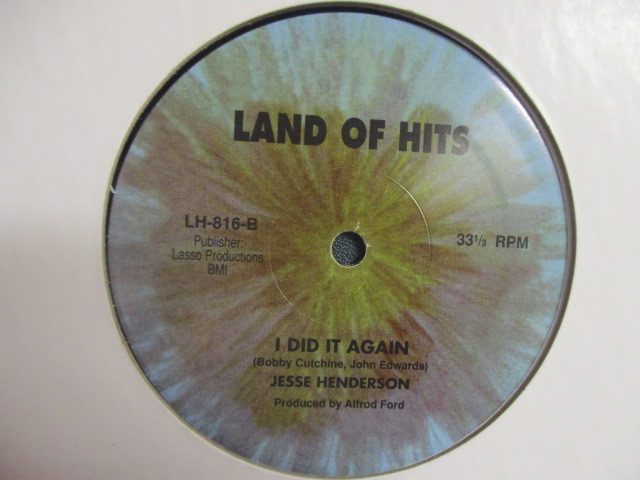 LAND OF HITS
LH-816-B
Publisher:
Lasso Productions
BMI
33⅓ RPM
I DID IT AGAIN
(Bobby Cutchine, John Edwards)
JESSE HENDERSON
Produced by Alfrod Ford